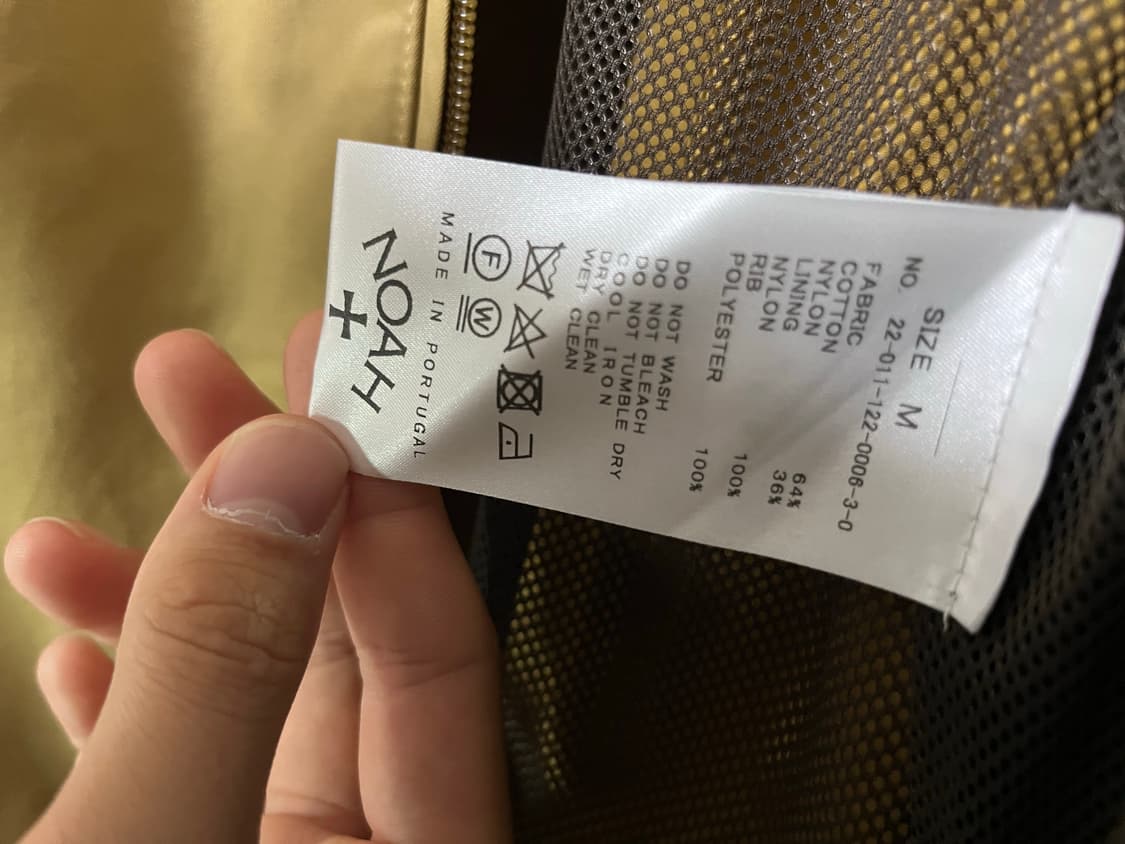 SIZE M
NO. 22-011-122-0006-3-0
FABRIC
COTTON 64%
NYLON 36%
LINING
NYLON 100%
RIB
POLYESTER 100%
DO NOT WASH
DO NOT BLEACH
DO NOT TUMBLE DRY
COOL IRON
DRY CLEAN
WET CLEAN
F W
MADE IN PORTUGAL
NOAH